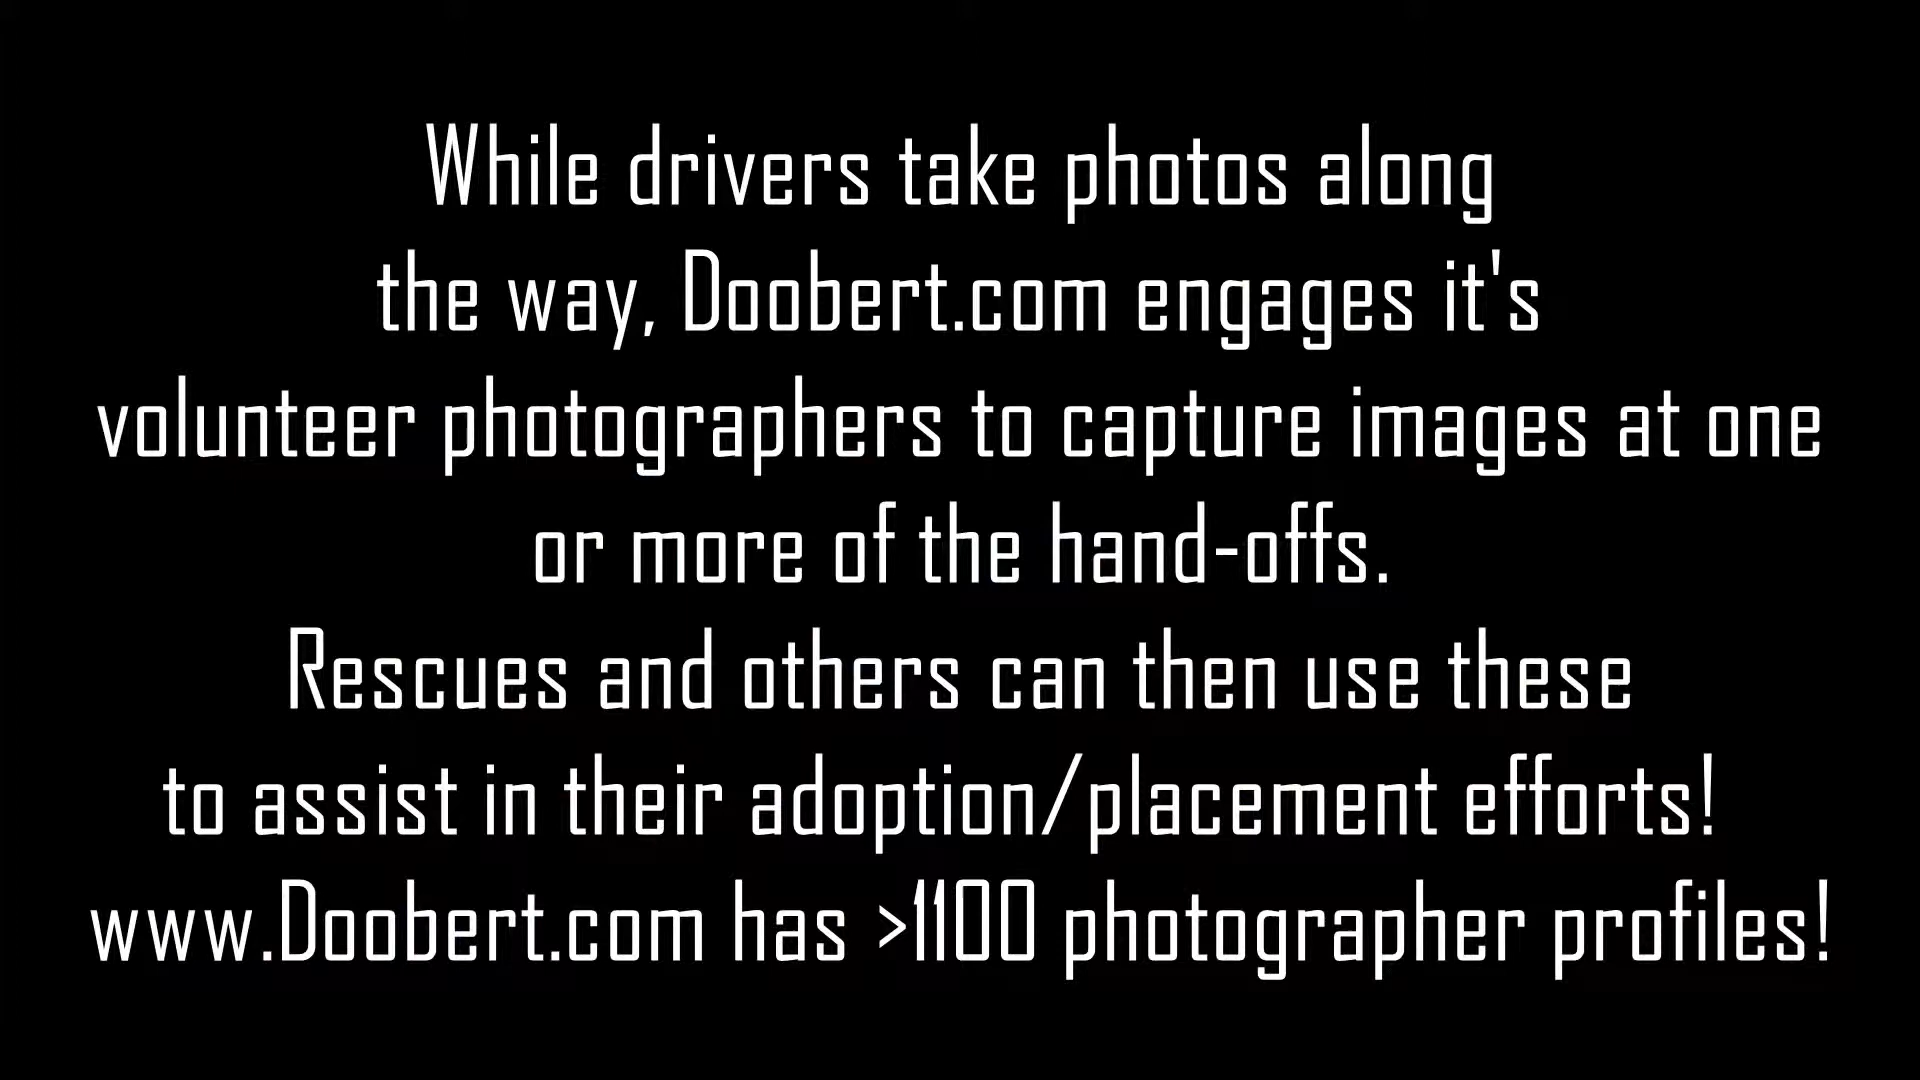 While drivers take photos along
the way, Doobert.com engages it's
volunteer photographers to capture images at one
or more of the hand-offs.
Rescues and others can then use these
to assist in their adoption/placement efforts!
www.Doobert.com has >1100 photographer profiles!